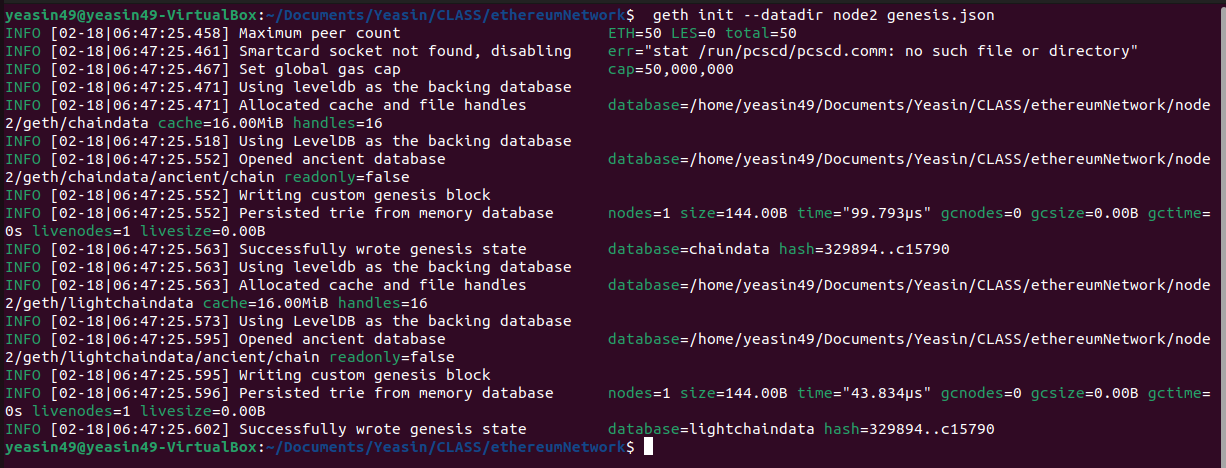 yeasin49@yeasin49-VirtualBox:~/Documents/Yeasin/CLASS/ethereumNetwork$  geth init --datadir node2 genesis.json
INFO [02-18|06:47:25.458] Maximum peer count                       ETH=50 LES=0 total=50
INFO [02-18|06:47:25.461] Smartcard socket not found, disabling    err="stat /run/pcscd/pcscd.comm: no such file or directory"
INFO [02-18|06:47:25.467] Set global gas cap                       cap=50,000,000
INFO [02-18|06:47:25.471] Using leveldb as the backing database
INFO [02-18|06:47:25.471] Allocated cache and file handles         database=/home/yeasin49/Documents/Yeasin/CLASS/ethereumNetwork/node
2/geth/chaindata cache=16.00MiB handles=16
INFO [02-18|06:47:25.518] Using LevelDB as the backing database
INFO [02-18|06:47:25.552] Opened ancient database                  database=/home/yeasin49/Documents/Yeasin/CLASS/ethereumNetwork/node
2/geth/chaindata/ancient/chain readonly=false
INFO [02-18|06:47:25.552] Writing custom genesis block
INFO [02-18|06:47:25.552] Persisted trie from memory database      nodes=1 size=144.00B time="99.793µs" gcnodes=0 gcsize=0.00B gctime=
0s livenodes=1 livesize=0.00B
INFO [02-18|06:47:25.563] Successfully wrote genesis state         database=chaindata hash=329894..c15790
INFO [02-18|06:47:25.563] Using leveldb as the backing database
INFO [02-18|06:47:25.563] Allocated cache and file handles         database=/home/yeasin49/Documents/Yeasin/CLASS/ethereumNetwork/node
2/geth/lightchaindata cache=16.00MiB handles=16
INFO [02-18|06:47:25.573] Using LevelDB as the backing database
INFO [02-18|06:47:25.595] Opened ancient database                  database=/home/yeasin49/Documents/Yeasin/CLASS/ethereumNetwork/node
2/geth/lightchaindata/ancient/chain readonly=false
INFO [02-18|06:47:25.595] Writing custom genesis block
INFO [02-18|06:47:25.596] Persisted trie from memory database      nodes=1 size=144.00B time="43.834µs" gcnodes=0 gcsize=0.00B gctime=
0s livenodes=1 livesize=0.00B
INFO [02-18|06:47:25.602] Successfully wrote genesis state         database=lightchaindata hash=329894..c15790
yeasin49@yeasin49-VirtualBox:~/Documents/Yeasin/CLASS/ethereumNetwork$